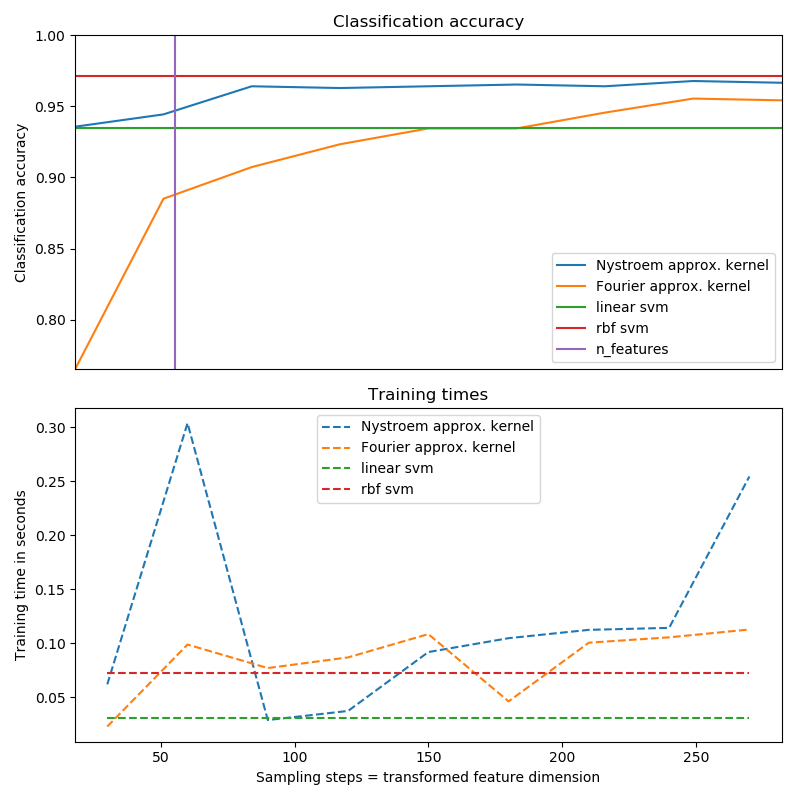 Classification accuracy
1.00
0.95
0.90
0.85
0.80
Classification accuracy
Nystroem approx. kernel
Fourier approx. kernel
linear svm
rbf svm
n_features
Training times
0.30
0.25
0.20
0.15
0.10
0.05
Training time in seconds
Nystroem approx. kernel
Fourier approx. kernel
linear svm
rbf svm
50 100 150 200 250
Sampling steps = transformed feature dimension